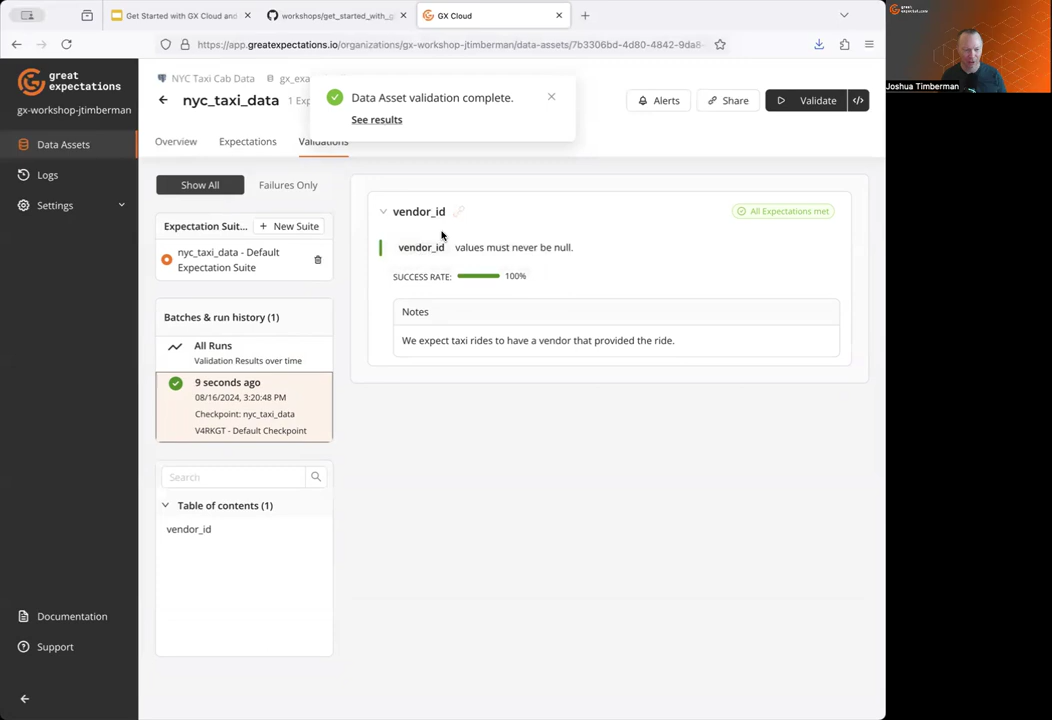 Get Started with GX Cloud and
workshops/get_started_with_g
GX Cloud
https://app.greatexpectations.io/organizations/gx-workshop-jtimberman/data-assets/7b3306bd-4d80-4842-9da8-
great expectations
Joshua Timberman
great
expectations
gx-workshop-jtimberman
Data Assets
Logs
Settings
Documentation
Support
NYC Taxi Cab Data
gx_exa
nyc_taxi_data
1 Exp
Data Asset validation complete.
See results
Alerts
Share
Validate
Overview
Expectations
Validations
Show All
Failures Only
Expectation Suit...
+ New Suite
nyc_taxi_data - Default
Expectation Suite
Batches & run history (1)
All Runs
Validation Results over time
9 seconds ago
08/16/2024, 3:20:48 PM
Checkpoint: nyc_taxi_data
V4RKGT - Default Checkpoint
Search
Table of contents (1)
vendor_id
vendor_id
All Expectations met
vendor_id values must never be null.
SUCCESS RATE: 100%
Notes
We expect taxi rides to have a vendor that provided the ride.